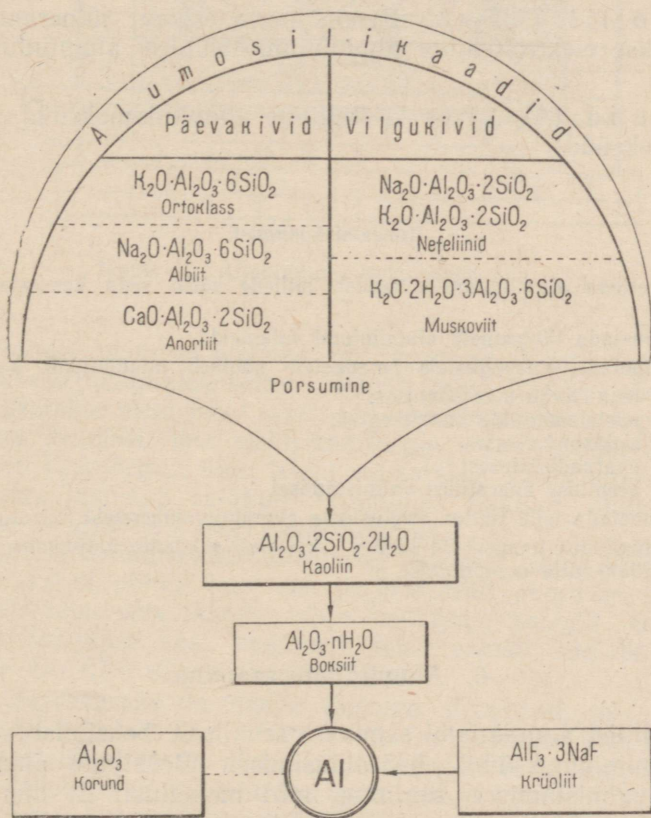 Alumosilikaadid
Päevakivid
Vilgukivid
K₂O·Al₂O₃·6SiO₂
Ortoklass
Na₂O·Al₂O₃·6SiO₂
Albiit
CaO·Al₂O₃·2SiO₂
Anortiit
Na₂O·Al₂O₃·2SiO₂
K₂O·Al₂O₃·2SiO₂
Nefeliinid
K₂O·2H₂O·3Al₂O₃·6SiO₂
Muskoviit
Porsumine
Al₂O₃·2SiO₂·2H₂O
Kaoliin
Al₂O₃·nH₂O
Boksiit
Al₂O₃
Korund
Al
AlF₃·3NaF
Krüoliit